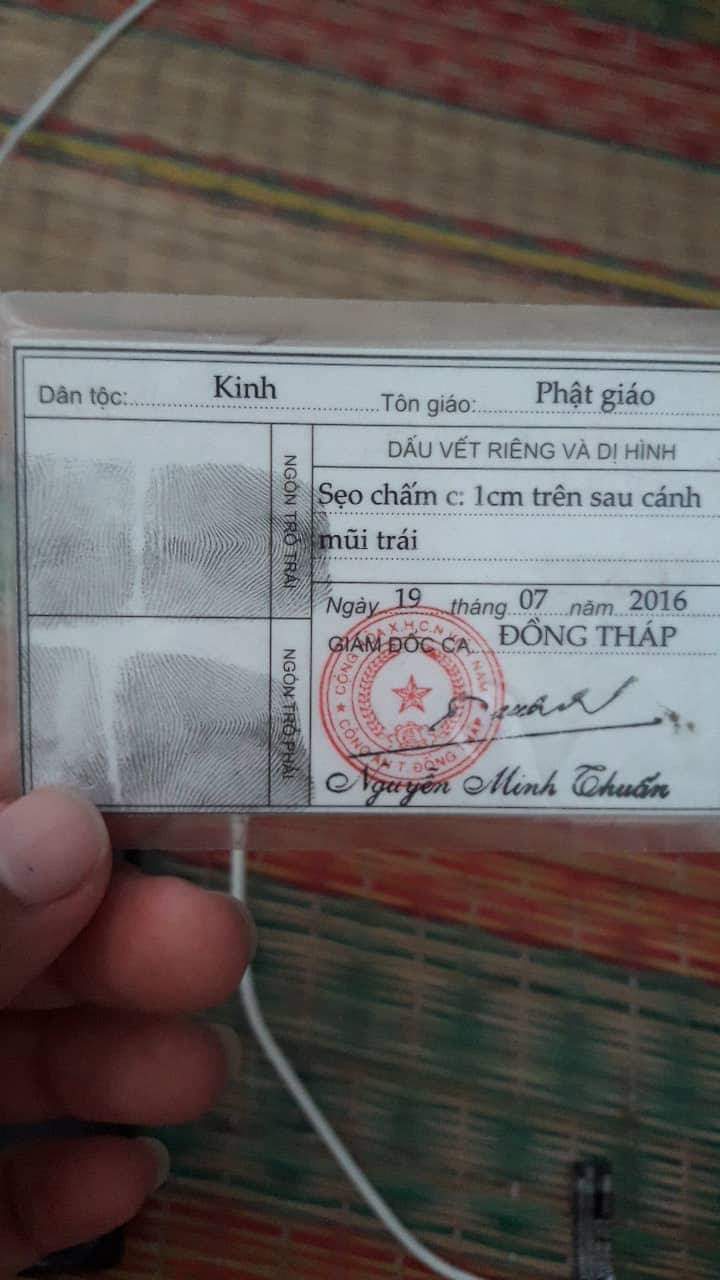 Dân tộc: Kinh Tôn giáo: Phật giáo
NGÓN TRỎ TRÁI
DẤU VẾT RIÊNG VÀ DỊ HÌNH
Sẹo chấm c: 1cm trên sau cánh
mũi trái
NGÓN TRỎ PHẢI
Ngày 19 tháng 07 năm 2016
GIÁM ĐỐC CA ĐỒNG THÁP
CỘNG HÒA X.H.C.N VIỆT NAM
CÔNG AN T. ĐỒNG THÁP
Nguyễn Minh Thuấn